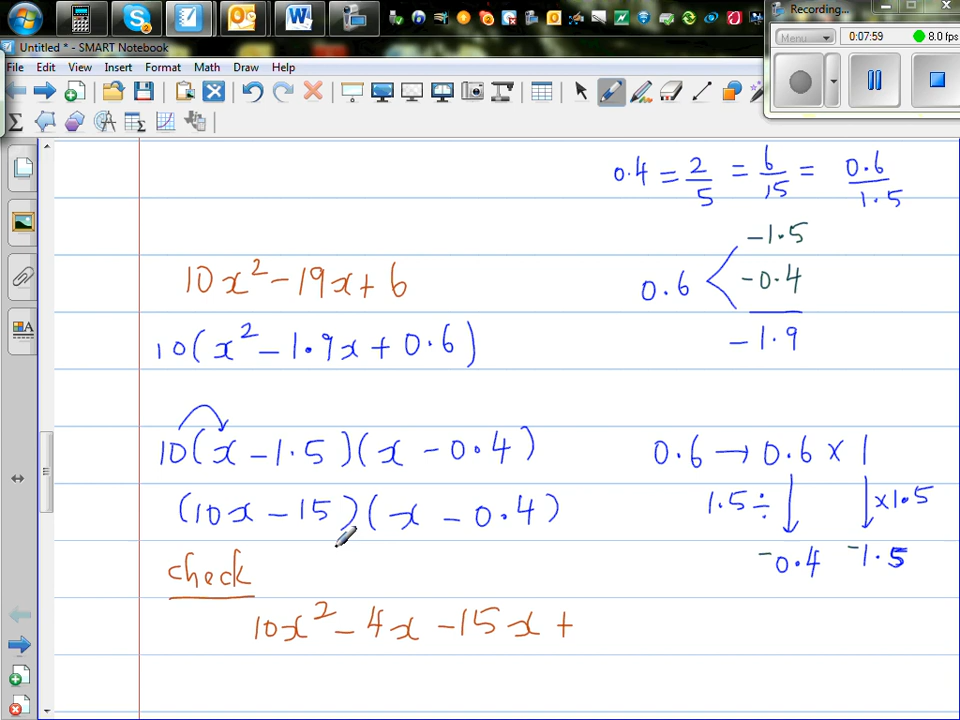 Recording...
Menu 0:07:59 8.0 fps
Untitled * - SMART Notebook
File Edit View Insert Format Math Draw Help
0.4 = 2/5 = 6/15 = 0.6/1.5
-1.5
10x² - 19x + 6
0.6 < -0.4
10(x² - 1.9x + 0.6)
-1.9
10(x - 1.5)(x - 0.4)
0.6 → 0.6 × 1
(10x - 15)(x - 0.4)
1.5 ÷ ↓ ↓ ×1.5
check
-0.4 -1.5
10x² - 4x - 15x +